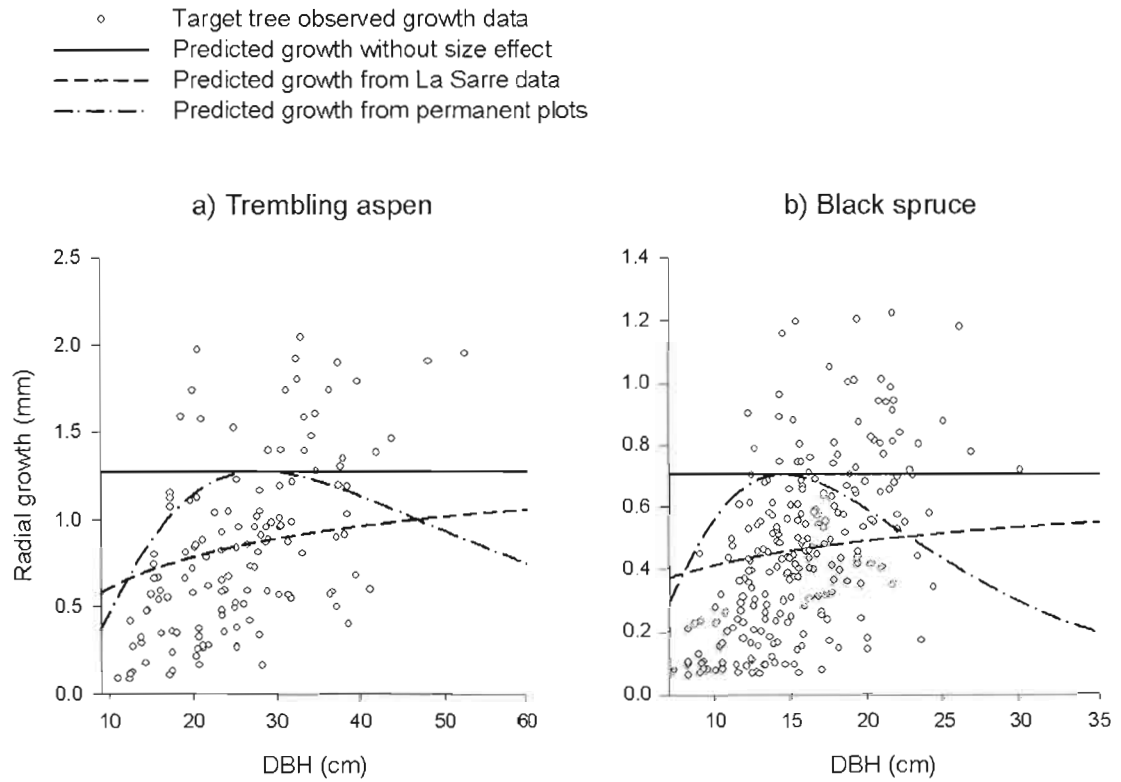 Target tree observed growth data
Predicted growth without size effect
Predicted growth from La Sarre data
Predicted growth from permanent plots
a) Trembling aspen
b) Black spruce
2.5
2.0
1.5
1.0
0.5
0.0
Radial growth (mm)
10 20 30 40 50 60
DBH (cm)
1.4
1.2
1.0
0.8
0.6
0.4
0.2
0.0
10 15 20 25 30 35
DBH (cm)